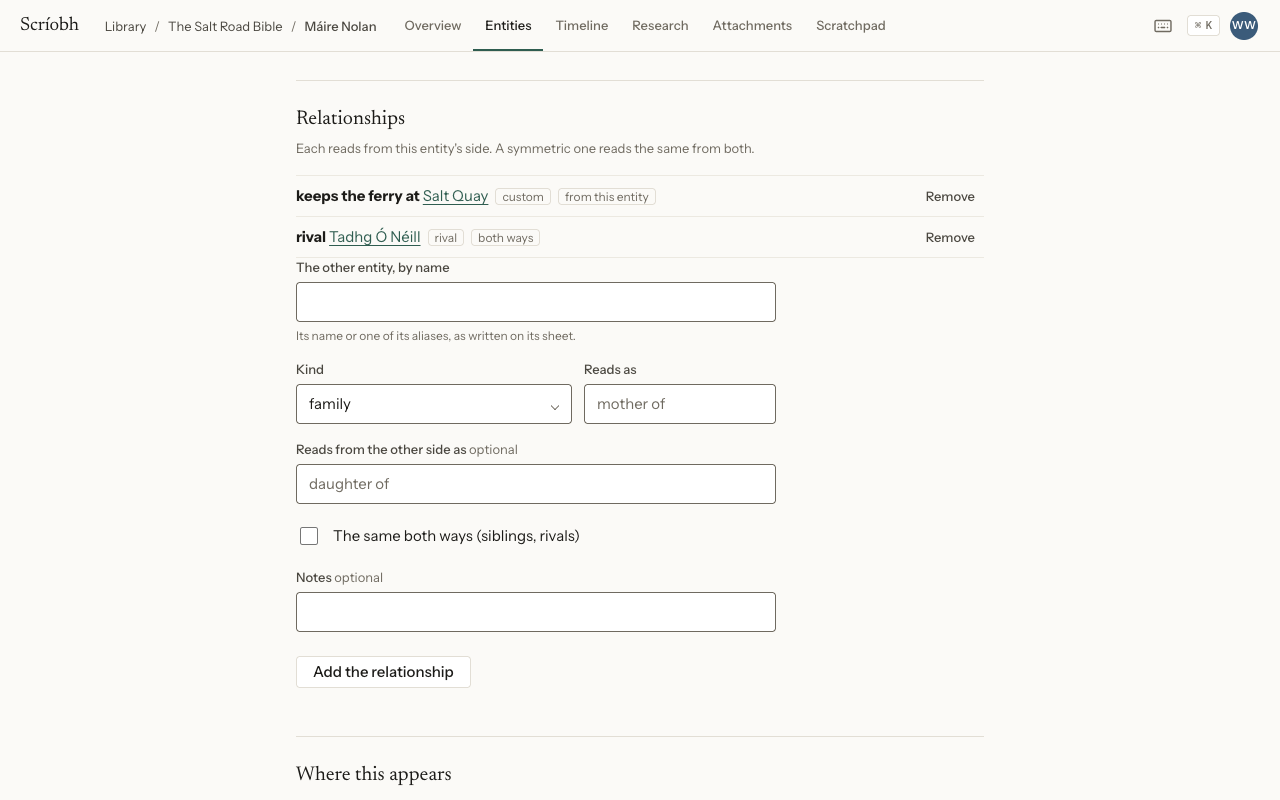 Scríobh Library / The Salt Road Bible / Máire Nolan Overview Entities Timeline Research Attachments Scratchpad ⌘ K WW
Relationships
Each reads from this entity's side. A symmetric one reads the same from both.
keeps the ferry at Salt Quay custom from this entity Remove
rival Tadhg Ó Néill rival both ways Remove
The other entity, by name
Its name or one of its aliases, as written on its sheet.
Kind Reads as
family mother of
Reads from the other side as optional
daughter of
The same both ways (siblings, rivals)
Notes optional
Add the relationship
Where this appears